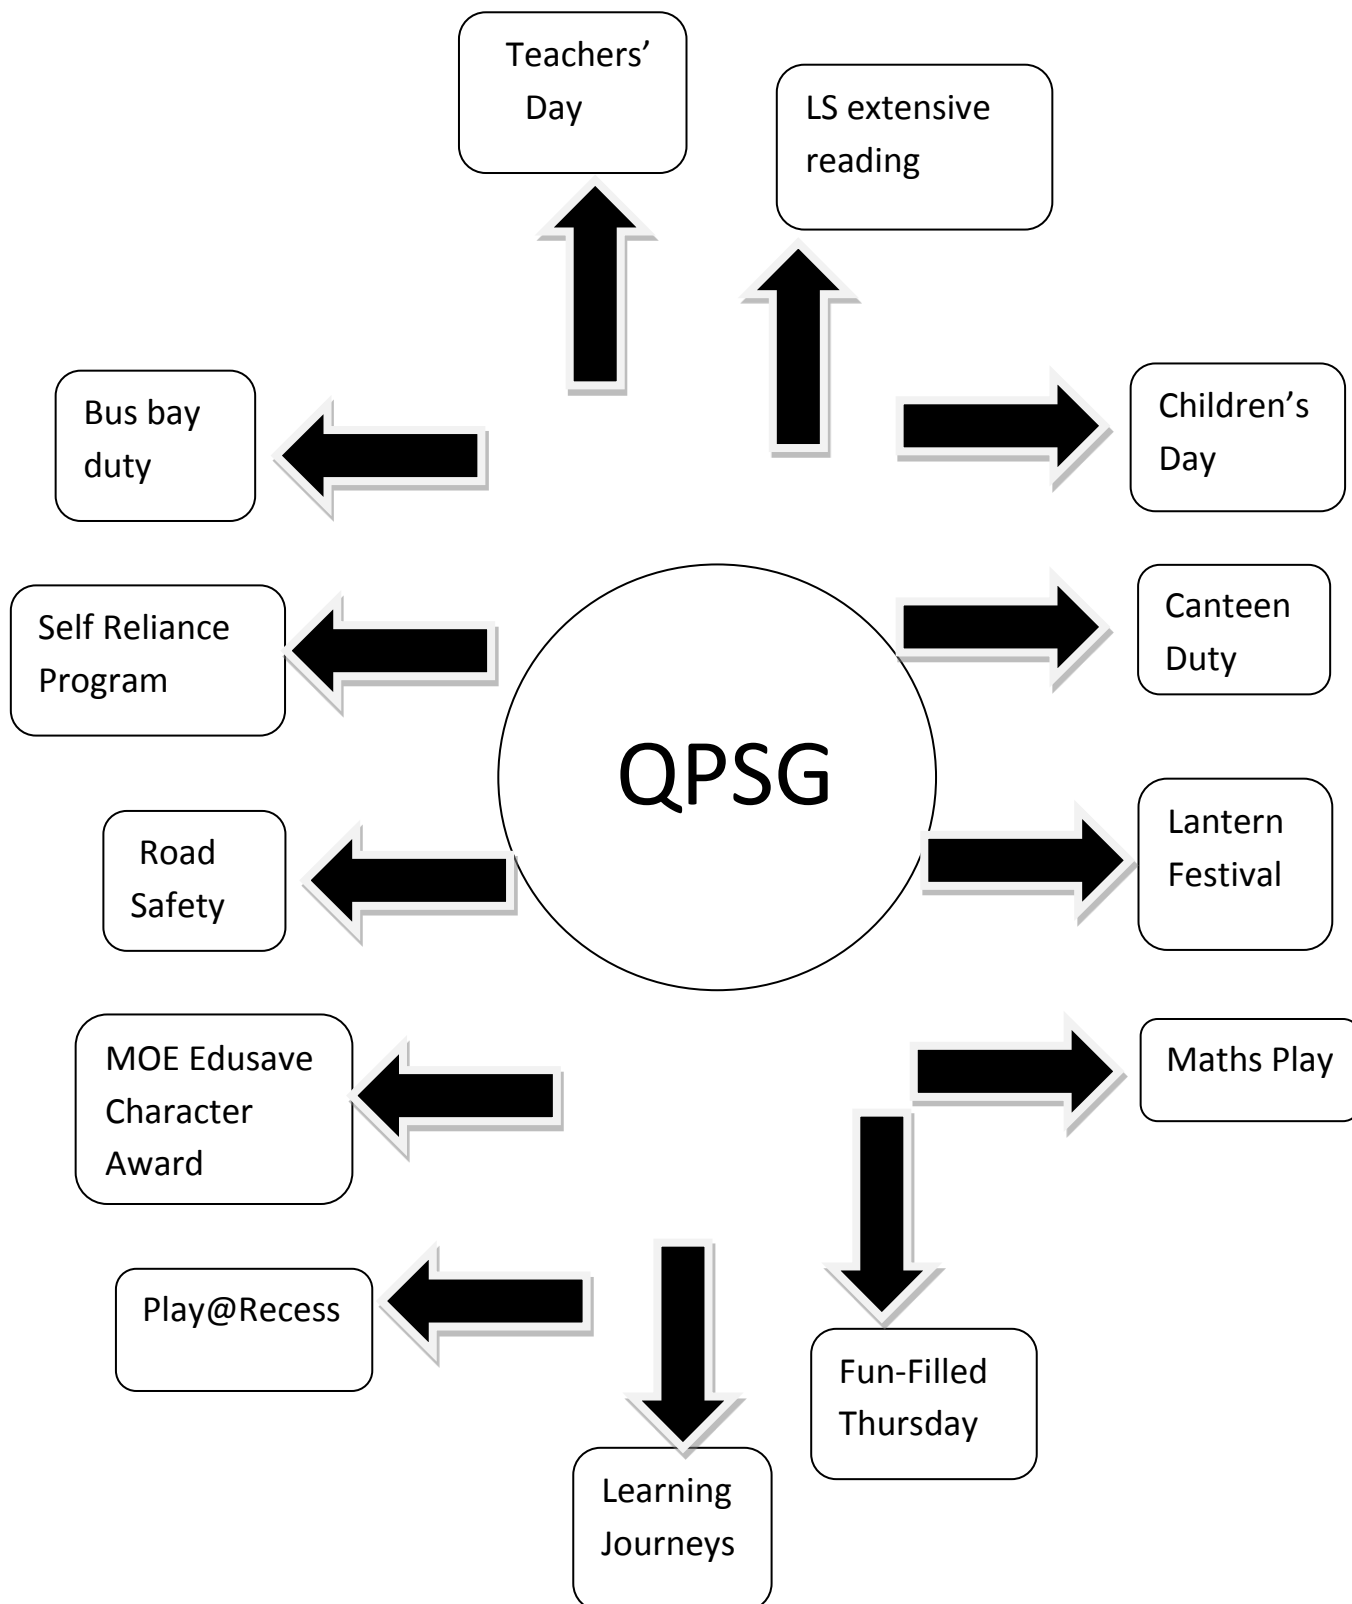 Teachers’
Day
LS extensive
reading
Bus bay
duty
Children’s
Day
Self Reliance
Program
Canteen
Duty
QPSG
Road
Safety
Lantern
Festival
MOE Edusave
Character
Award
Maths Play
Play@Recess
Fun-Filled
Thursday
Learning
Journeys